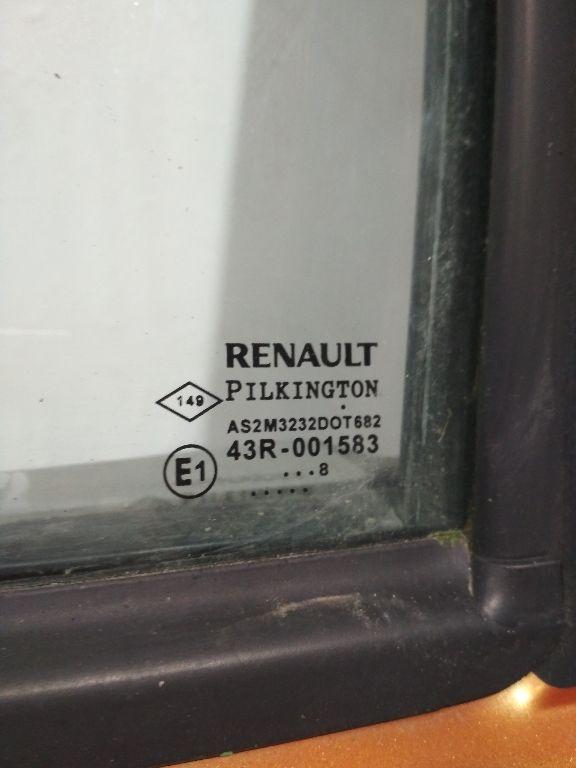 RENAULT
149
PILKINGTON
AS2M3232DOT682
43R-001583
E1
...8
.....